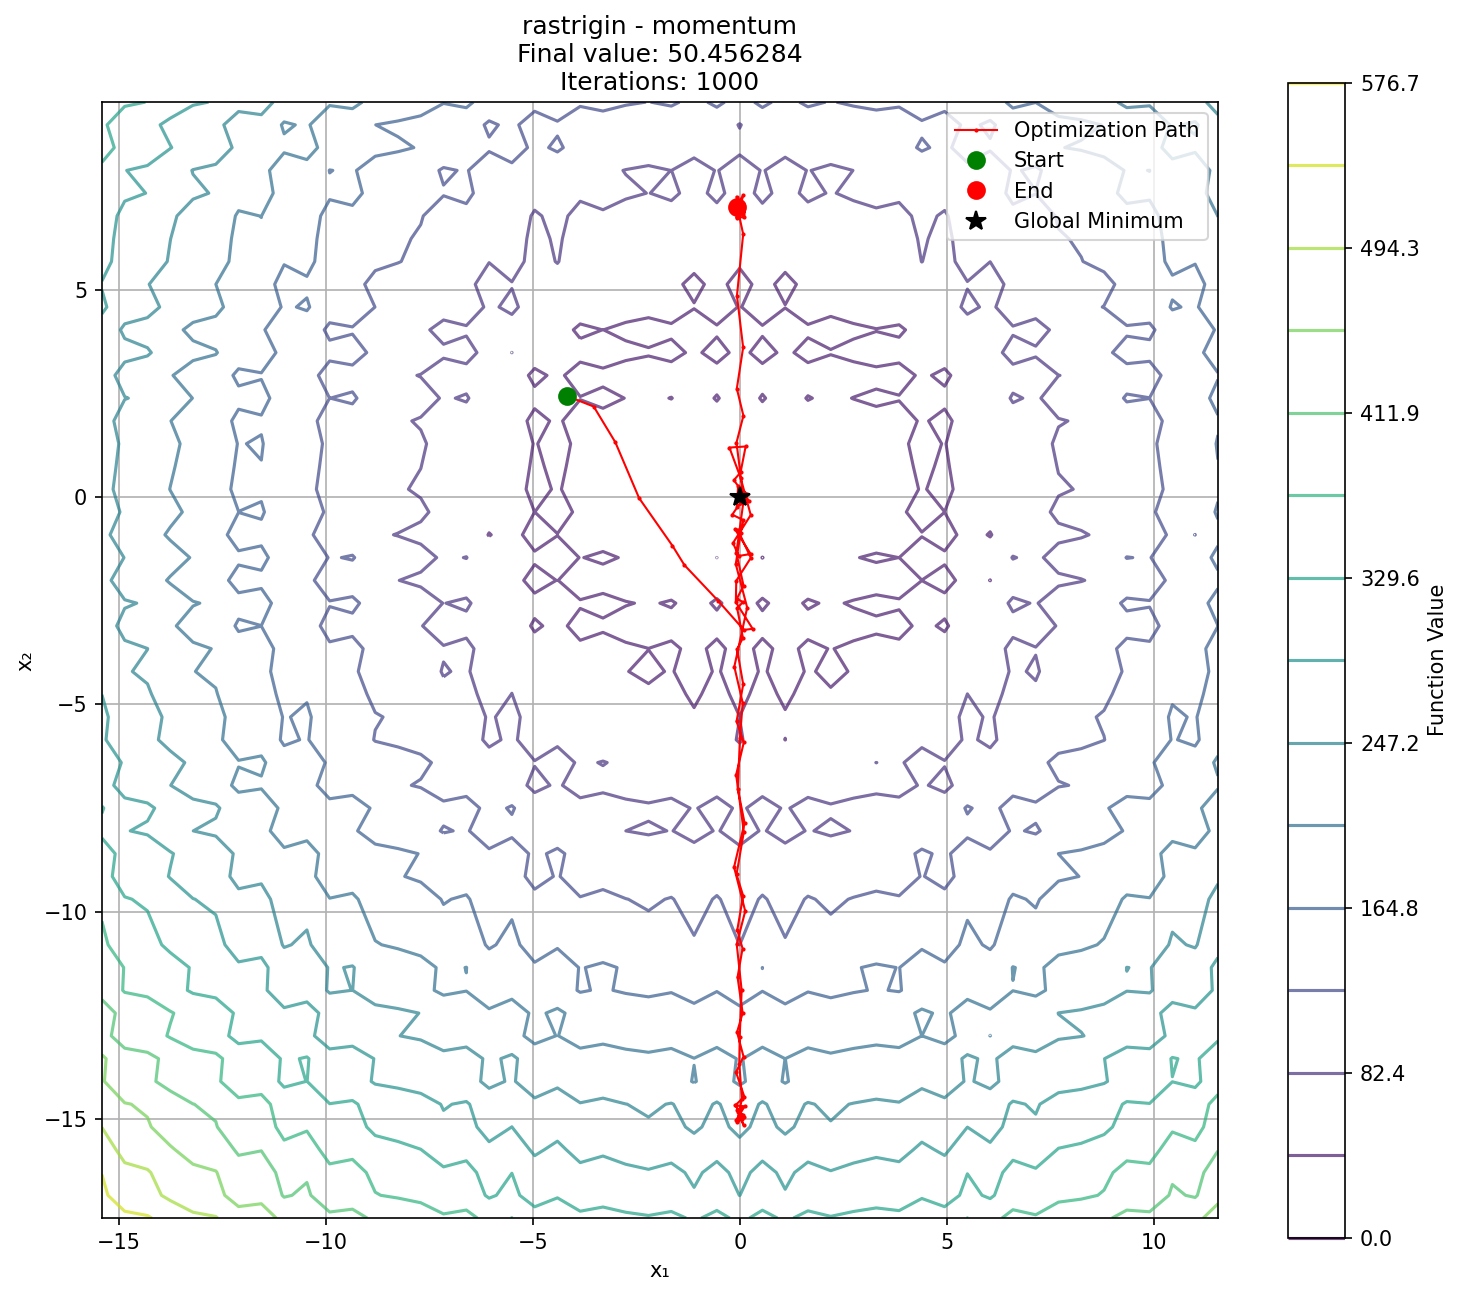 rastrigin - momentum
Final value: 50.456284
Iterations: 1000
Optimization Path
Start
End
Global Minimum
5
0
−5
−10
−15
x₂
−15
−10
−5
0
5
10
x₁
576.7
494.3
411.9
329.6
247.2
164.8
82.4
0.0
Function Value